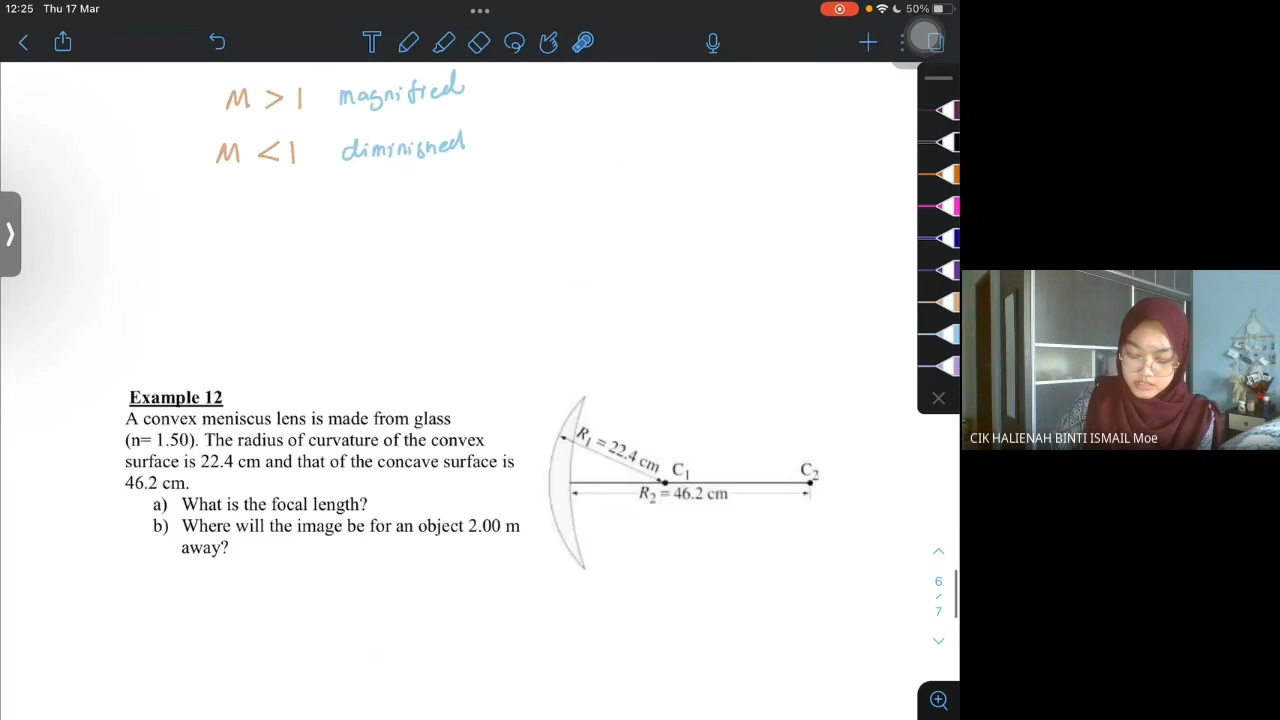 12:25 Thu 17 Mar
50%
M > 1 magnified
M < 1 diminished
Example 12
A convex meniscus lens is made from glass
(n= 1.50). The radius of curvature of the convex
surface is 22.4 cm and that of the concave surface is
46.2 cm.
a) What is the focal length?
b) Where will the image be for an object 2.00 m
away?
R₁ = 22.4 cm
C₁
C₂
R₂ = 46.2 cm
6
/
7
CIK HALIENAH BINTI ISMAIL Moe